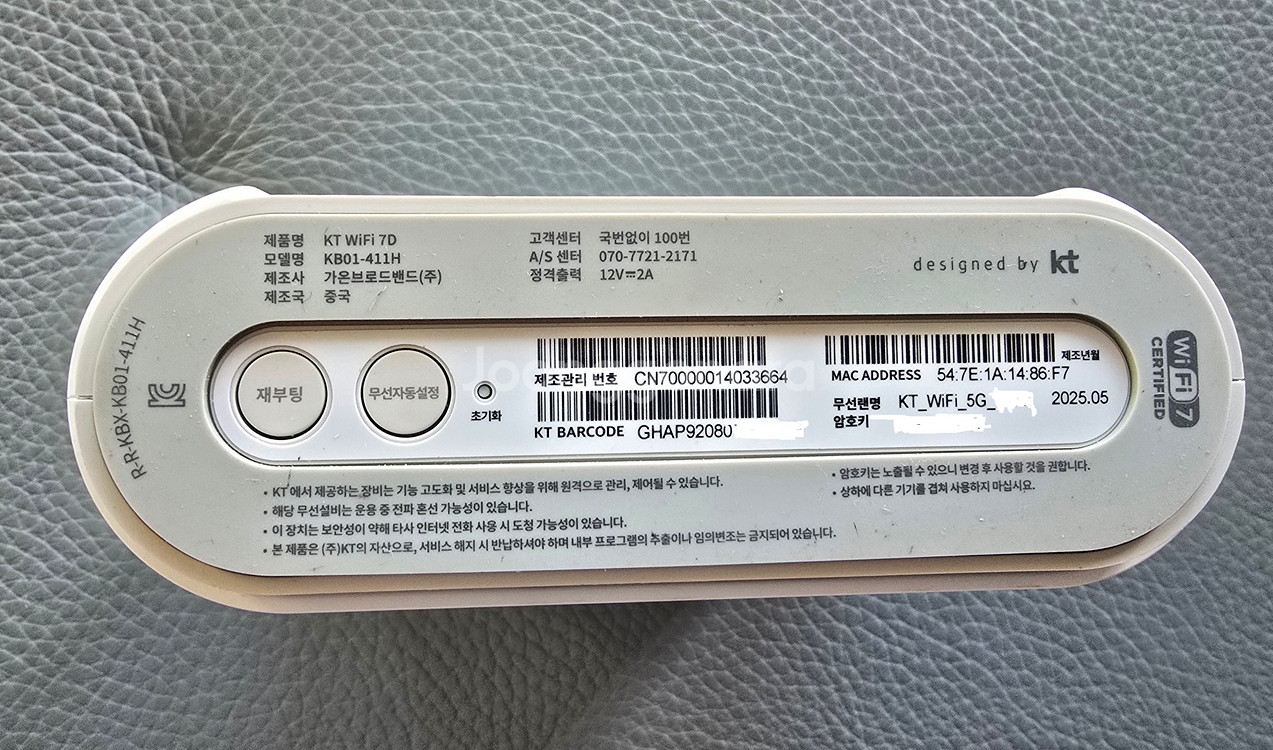 제품명 KT WiFi 7D
모델명 KB01-411H
제조사 가온브로드밴드(주)
제조국 중국
고객센터 국번없이 100번
A/S 센터 070-7721-2171
정격출력 12V⎓2A
designed by kt
R-R-KBX-KB01-411H
재부팅
무선자동설정
초기화
제조관리 번호 CN70000014033664
KT BARCODE GHAP92080
제조년월
MAC ADDRESS 54:7E:1A:14:86:F7
무선랜명 KT_WiFi_5G_
2025.05
암호키
WiFi 7
CERTIFIED
• KT 에서 제공하는 장비는 기능 고도화 및 서비스 향상을 위해 원격으로 관리, 제어될 수 있습니다.
• 해당 무선설비는 운용 중 전파 혼선 가능성이 있습니다.
• 이 장치는 보안성이 약해 타사 인터넷 전화 사용 시 도청 가능성이 있습니다.
• 본 제품은 (주)KT의 자산으로, 서비스 해지 시 반납하셔야 하며 내부 프로그램의 추출이나 임의변조는 금지되어 있습니다.
• 암호키는 노출될 수 있으니 변경 후 사용할 것을 권합니다.
• 상하에 다른 기기를 겹쳐 사용하지 마십시요.